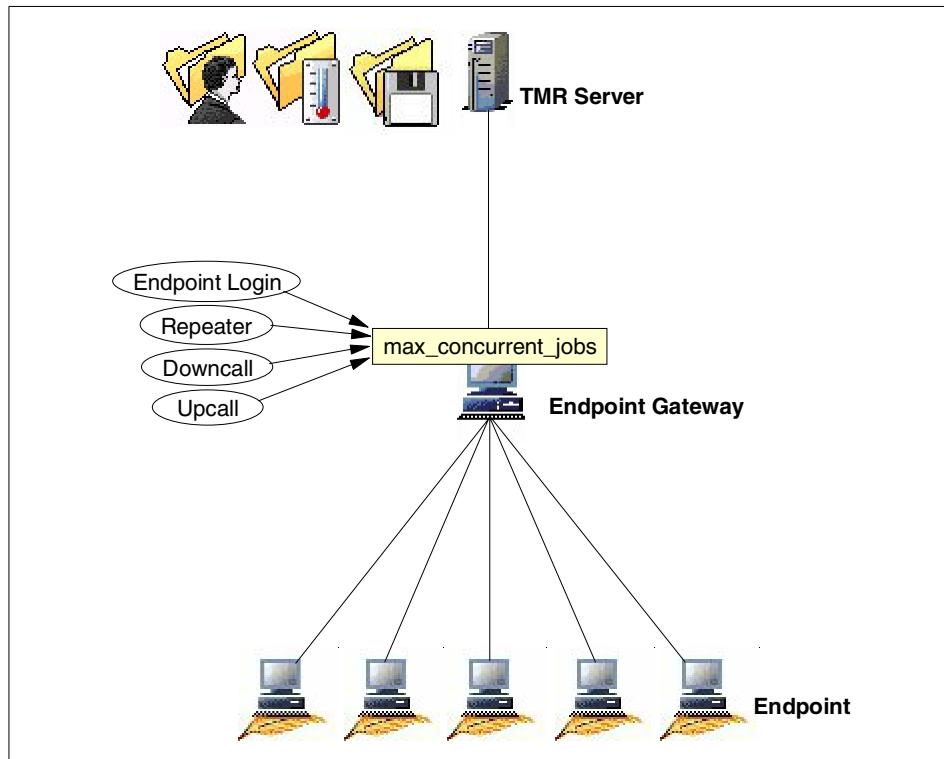 TMR Server
Endpoint Login
Repeater
Downcall
Upcall
max_concurrent_jobs
Endpoint Gateway
Endpoint